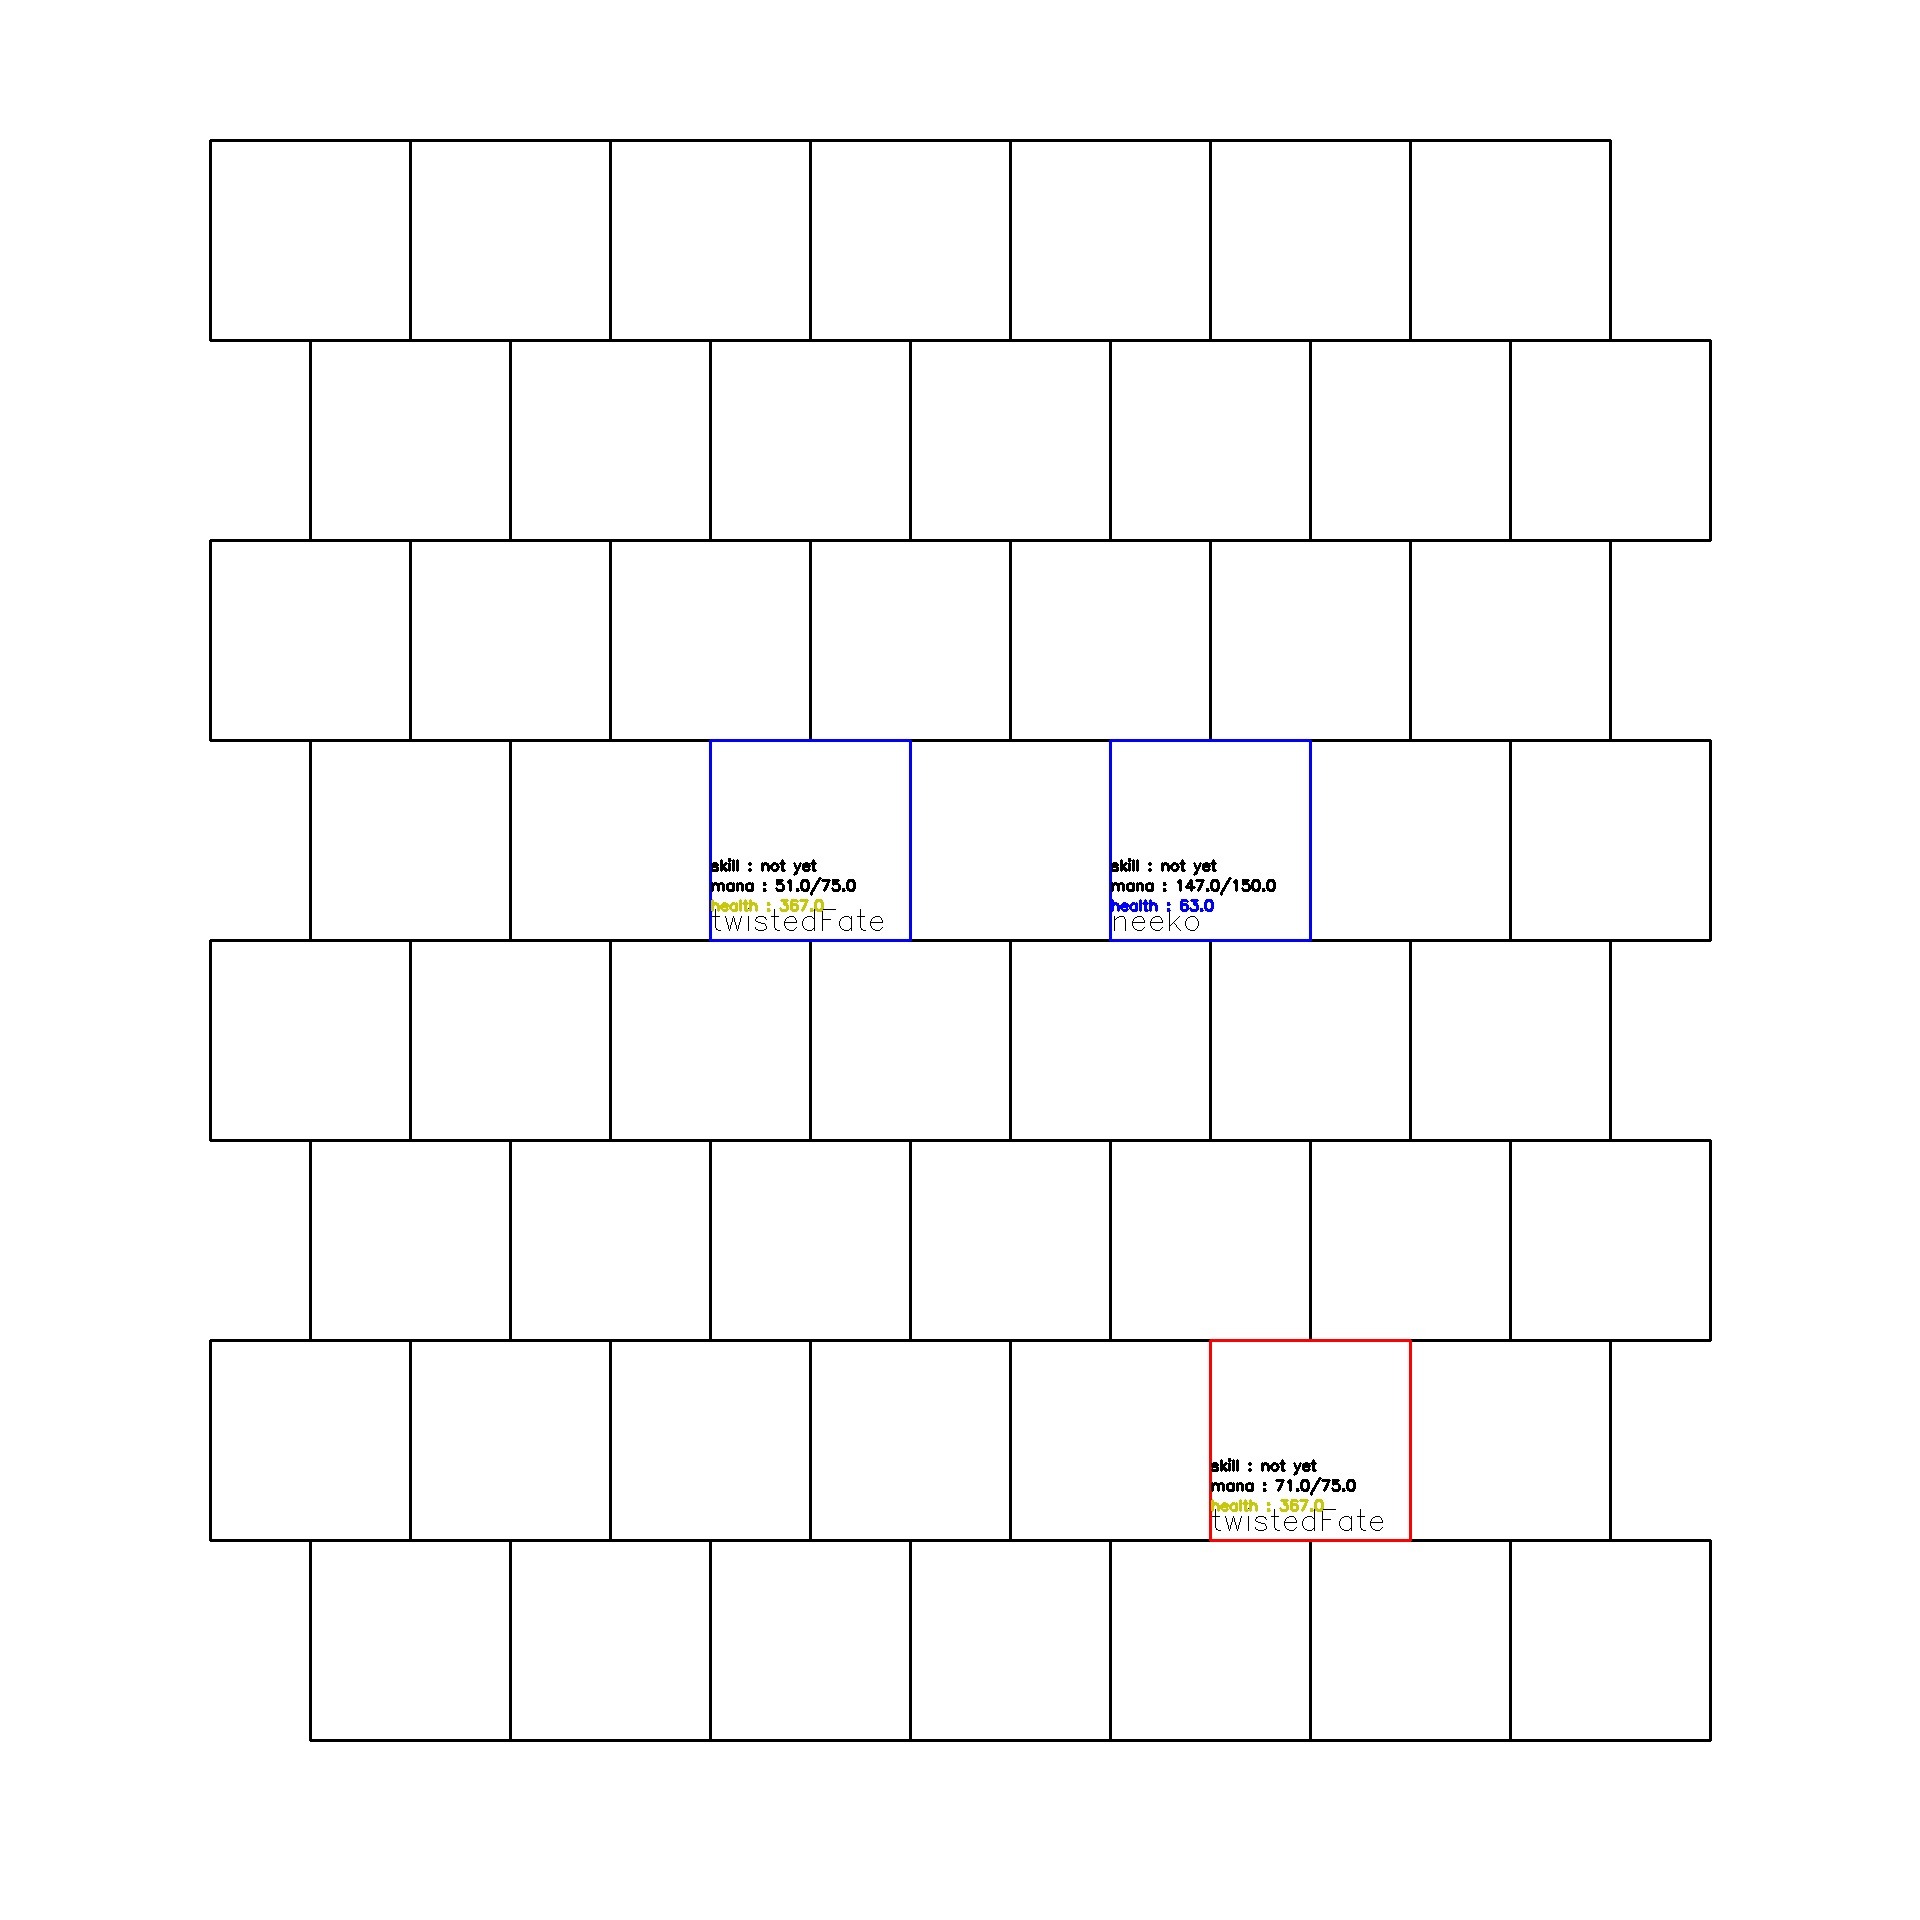 skill : not yet
mana : 51.0/75.0
health : 367.0
twistedFate
skill : not yet
mana : 147.0/150.0
health : 63.0
neeko
skill : not yet
mana : 71.0/75.0
health : 367.0
twistedFate